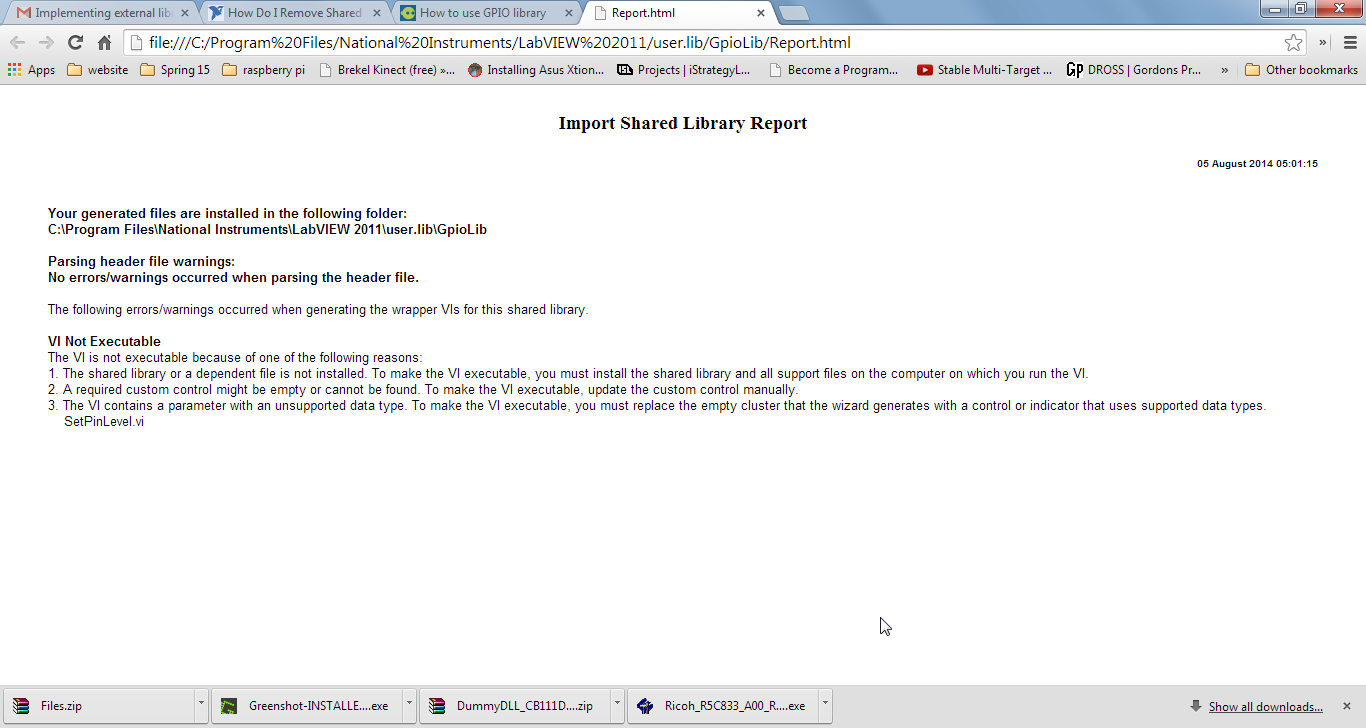 Implementing external lib
How Do I Remove Shared
How to use GPIO library
Report.html
file:///C:/Program%20Files/National%20Instruments/LabVIEW%202011/user.lib/GpioLib/Report.html
Apps
website
Spring 15
raspberry pi
Brekel Kinect (free) »...
Installing Asus Xtion...
Projects | iStrategyL...
Become a Program...
Stable Multi-Target ...
Gp DROSS | Gordons Pr...
»
Other bookmarks
Import Shared Library Report
05 August 2014 05:01:15
Your generated files are installed in the following folder:
C:\Program Files\National Instruments\LabVIEW 2011\user.lib\GpioLib
Parsing header file warnings:
No errors/warnings occurred when parsing the header file.
The following errors/warnings occurred when generating the wrapper VIs for this shared library.
VI Not Executable
The VI is not executable because of one of the following reasons:
1. The shared library or a dependent file is not installed. To make the VI executable, you must install the shared library and all support files on the computer on which you run the VI.
2. A required custom control might be empty or cannot be found. To make the VI executable, update the custom control manually.
3. The VI contains a parameter with an unsupported data type. To make the VI executable, you must replace the empty cluster that the wizard generates with a control or indicator that uses supported data types.
SetPinLevel.vi
Files.zip
Greenshot-INSTALLE....exe
DummyDLL_CB111D....zip
Ricoh_R5C833_A00_R....exe
Show all downloads...